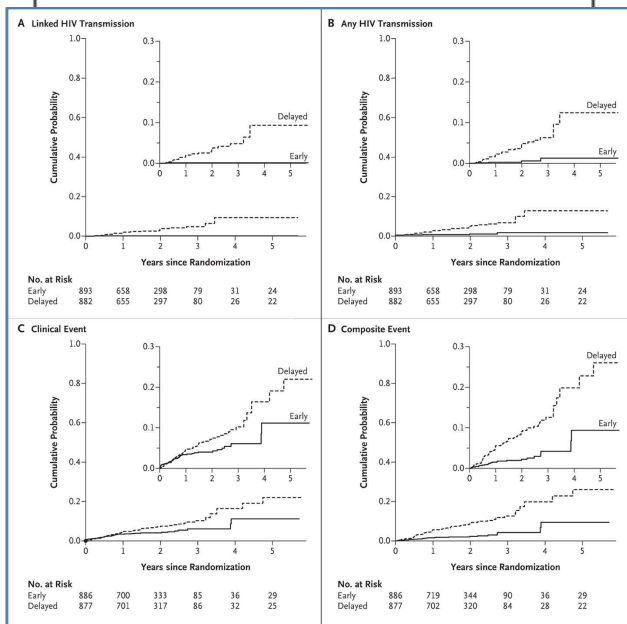 A Linked HIV Transmission
Cumulative Probability
1.0
0.8
0.6
0.4
0.2
0.0
0.3
0.2
0.1
0.0
Delayed
Early
0 1 2 3 4 5
0 1 2 3 4 5
Years since Randomization
No. at Risk
Early 893 658 298 79 31 24
Delayed 882 655 297 80 26 22
B Any HIV Transmission
Cumulative Probability
1.0
0.8
0.6
0.4
0.2
0.0
0.3
0.2
0.1
0.0
Delayed
Early
0 1 2 3 4 5
0 1 2 3 4 5
Years since Randomization
No. at Risk
Early 893 658 298 79 31 24
Delayed 882 655 297 80 26 22
C Clinical Event
Cumulative Probability
1.0
0.8
0.6
0.4
0.2
0.0
0.3
0.2
0.1
0.0
Delayed
Early
0 1 2 3 4 5
0 1 2 3 4 5
Years since Randomization
No. at Risk
Early 886 700 333 85 36 29
Delayed 877 701 317 86 32 25
D Composite Event
Cumulative Probability
1.0
0.8
0.6
0.4
0.2
0.0
0.3
0.2
0.1
0.0
Delayed
Early
0 1 2 3 4 5
0 1 2 3 4 5
Years since Randomization
No. at Risk
Early 886 719 344 90 36 29
Delayed 877 702 320 84 28 22